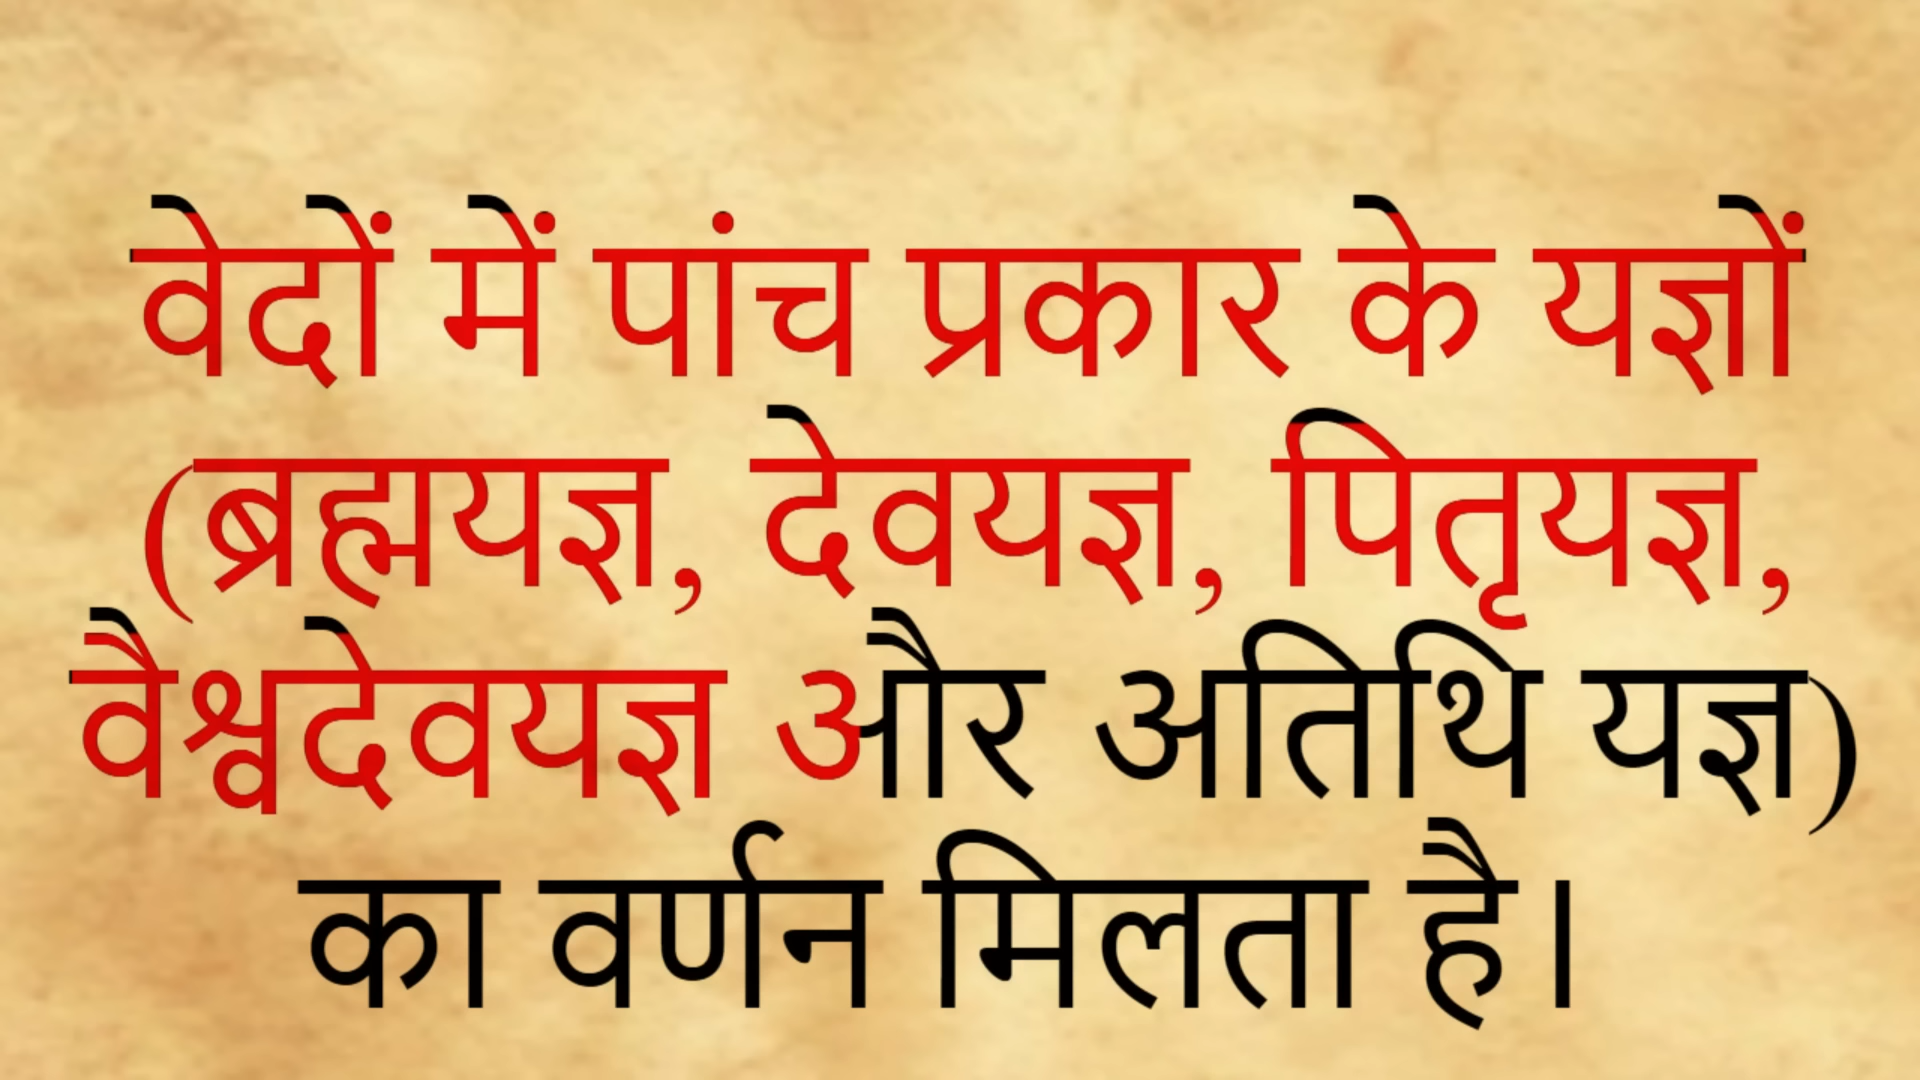 वेदों में पांच प्रकार के यज्ञों
(ब्रह्मयज्ञ, देवयज्ञ, पितृयज्ञ,
वैश्वदेवयज्ञ और अतिथि यज्ञ)
का वर्णन मिलता है।